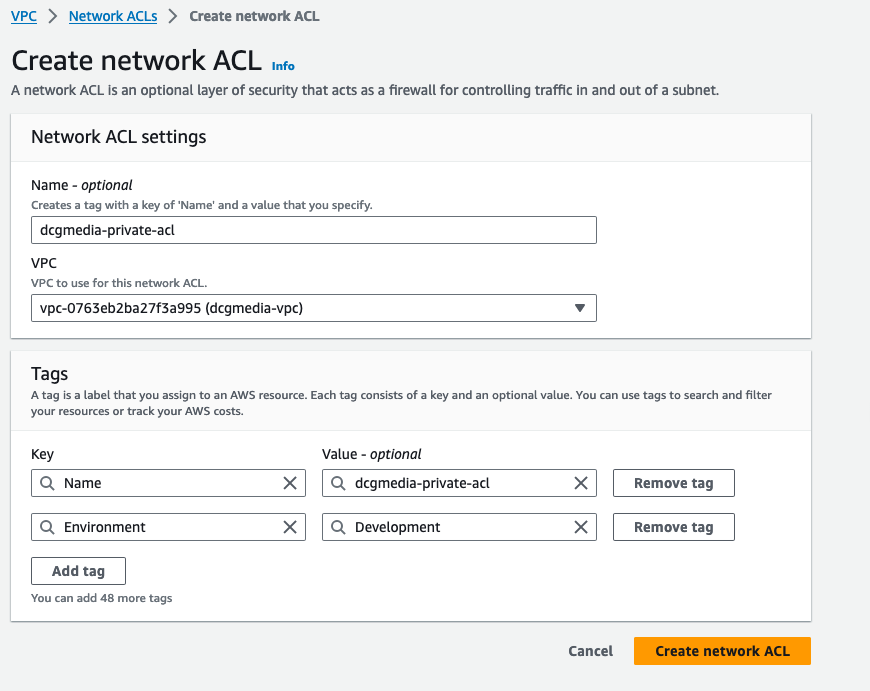 VPC > Network ACLs > Create network ACL
Create network ACL Info
A network ACL is an optional layer of security that acts as a firewall for controlling traffic in and out of a subnet.
Network ACL settings
Name - optional
Creates a tag with a key of 'Name' and a value that you specify.
dcgmedia-private-acl
VPC
VPC to use for this network ACL.
vpc-0763eb2ba27f3a995 (dcgmedia-vpc)
Tags
A tag is a label that you assign to an AWS resource. Each tag consists of a key and an optional value. You can use tags to search and filter
your resources or track your AWS costs.
Key Value - optional
Name dcgmedia-private-acl Remove tag
Environment Development Remove tag
Add tag
You can add 48 more tags
Cancel Create network ACL